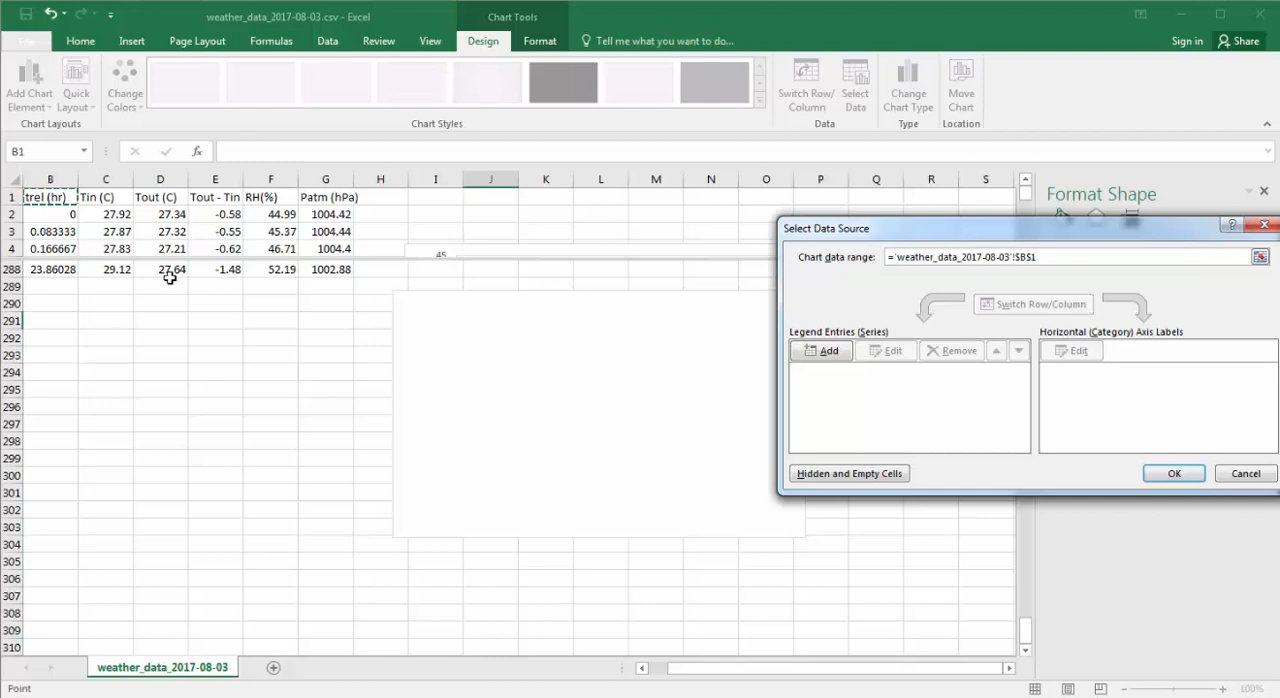 weather_data_2017-08-03.csv - Excel
Chart Tools
File
Home
Insert
Page Layout
Formulas
Data
Review
View
Design
Format
Tell me what you want to do...
Sign in
Share
Add Chart Element
Quick Layout
Change Colors
Switch Row/ Column
Select Data
Change Chart Type
Move Chart
Chart Layouts
Chart Styles
Data
Type
Location
B1
fx
B C D E F G H I J K L M N O P Q R S
1 trel (hr) Tin (C) Tout (C) Tout - Tin RH(%) Patm (hPa)
2 0 27.92 27.34 -0.58 44.99 1004.42
3 0.083333 27.87 27.32 -0.55 45.37 1004.44
4 0.166667 27.83 27.21 -0.62 46.71 1004.4
45
288 23.86028 29.12 27.64 -1.48 52.19 1002.88
289
290
291
292
293
294
295
296
297
298
299
300
301
302
303
304
305
306
307
308
309
310
Format Shape
Select Data Source
Chart data range: ='weather_data_2017-08-03'!$B$1
Switch Row/Column
Legend Entries (Series)
Add
Edit
Remove
Horizontal (Category) Axis Labels
Edit
Hidden and Empty Cells
OK
Cancel
weather_data_2017-08-03
Point
100%